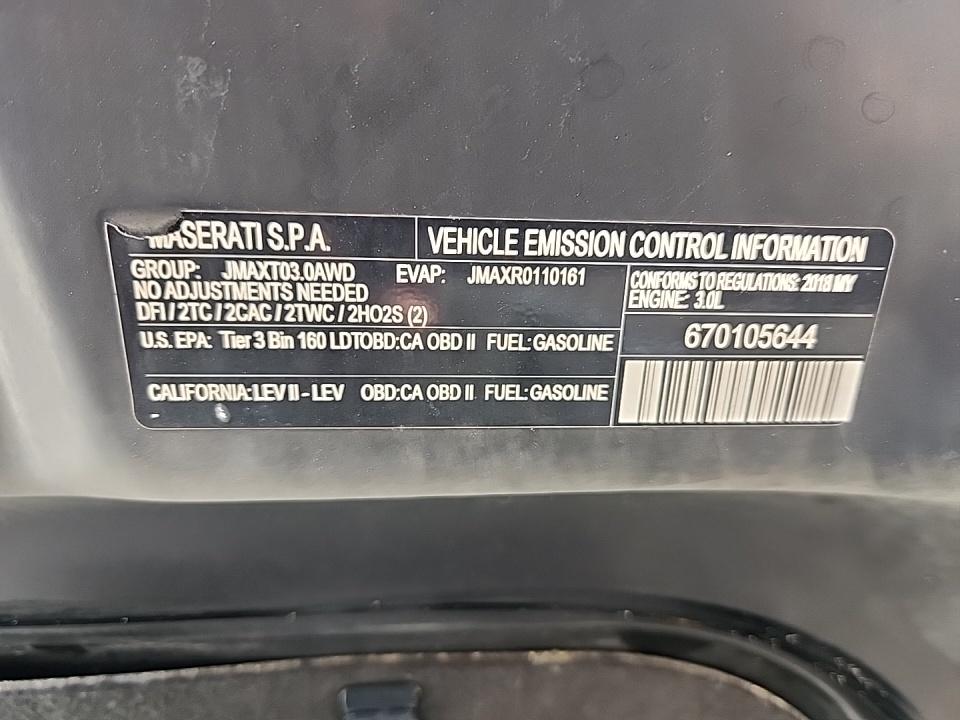 MASERATI S.P.A.
VEHICLE EMISSION CONTROL INFORMATION
GROUP: JMAXT03.0AWD EVAP: JMAXR0110161
NO ADJUSTMENTS NEEDED
DFI / 2TC / 2CAC / 2TWC / 2HO2S (2)
U.S. EPA: Tier 3 Bin 160 LDTOBD:CA OBD II FUEL: GASOLINE
CALIFORNIA: LEV II - LEV OBD:CA OBD II FUEL: GASOLINE
CONFORMS TO REGULATIONS: 2018 MY
ENGINE: 3.0L
670105644